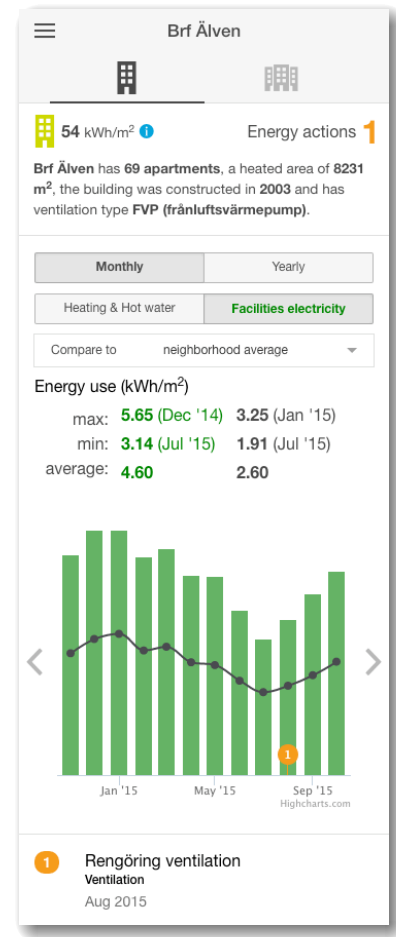 Brf Älven
54 kWh/m² i Energy actions 1
Brf Älven has 69 apartments, a heated area of 8231
m², the building was constructed in 2003 and has
ventilation type FVP (frånluftsvärmepump).
Monthly Yearly
Heating & Hot water Facilities electricity
Compare to neighborhood average
Energy use (kWh/m²)
max: 5.65 (Dec '14) 3.25 (Jan '15)
min: 3.14 (Jul '15) 1.91 (Jul '15)
average: 4.60 2.60
1
Jan '15 May '15 Sep '15
Highcharts.com
1 Rengöring ventilation
Ventilation
Aug 2015